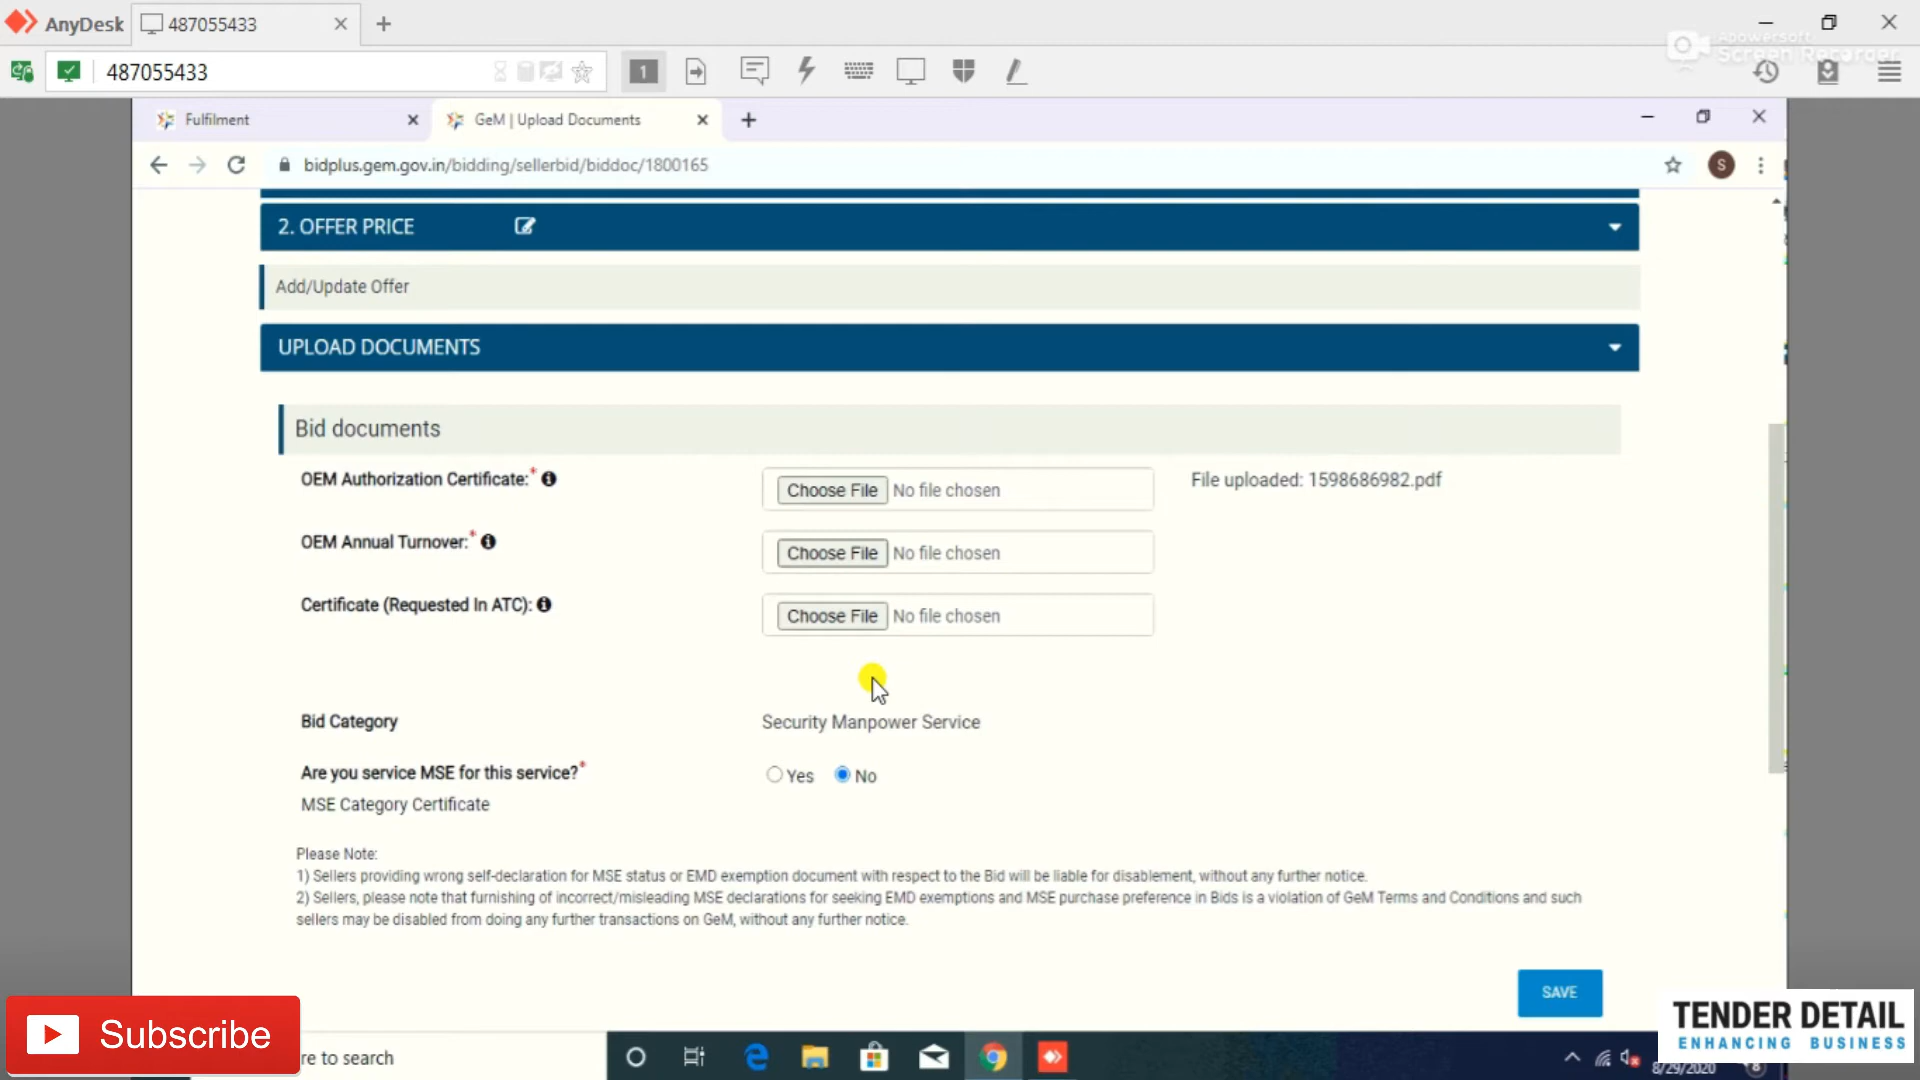 AnyDesk
487055433
487055433
1
Apowersoft
Screen Recorder
Fulfilment
GeM | Upload Documents
bidplus.gem.gov.in/bidding/sellerbid/biddoc/1800165
S
2. OFFER PRICE
Add/Update Offer
UPLOAD DOCUMENTS
Bid documents
OEM Authorization Certificate:* Choose File No file chosen File uploaded: 1598686982.pdf
OEM Annual Turnover:* Choose File No file chosen
Certificate (Requested In ATC): Choose File No file chosen
Bid Category Security Manpower Service
Are you service MSE for this service?* Yes No
MSE Category Certificate
Please Note:
1) Sellers providing wrong self-declaration for MSE status or EMD exemption document with respect to the Bid will be liable for disablement, without any further notice.
2) Sellers, please note that furnishing of incorrect/misleading MSE declarations for seeking EMD exemptions and MSE purchase preference in Bids is a violation of GeM Terms and Conditions and such
sellers may be disabled from doing any further transactions on GeM, without any further notice.
SAVE
Subscribe
re to search
TENDER DETAIL
ENHANCING BUSINESS
8/29/2020